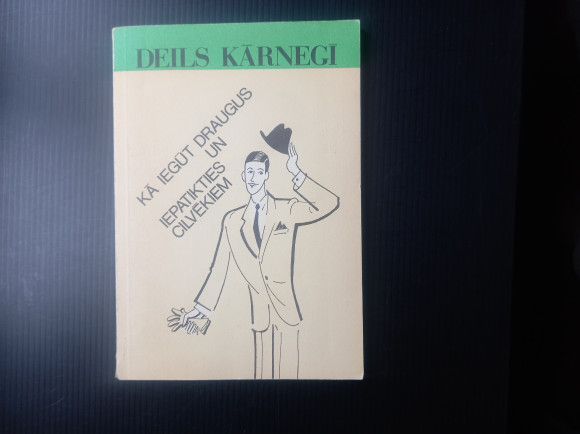 DEILS KĀRNEGĪ
KĀ IEGŪT DRAUGUS
UN
IEPATIKTIES
CILVĒKIEM